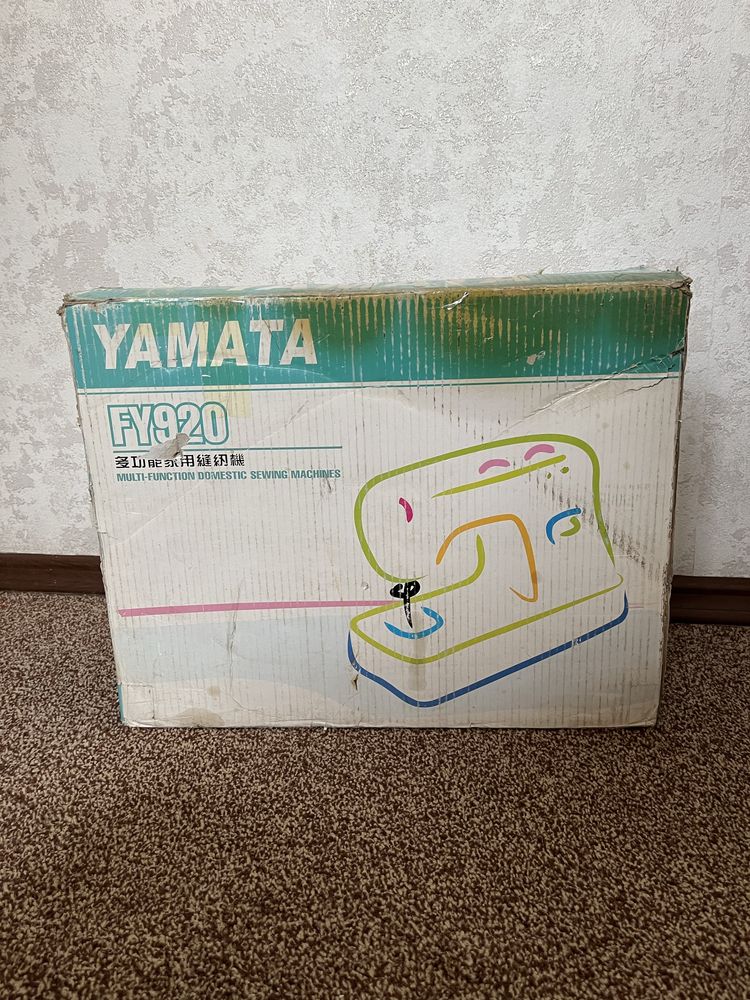 YAMATA
FY920
多功能家用縫紉機
MULTI-FUNCTION DOMESTIC SEWING MACHINES